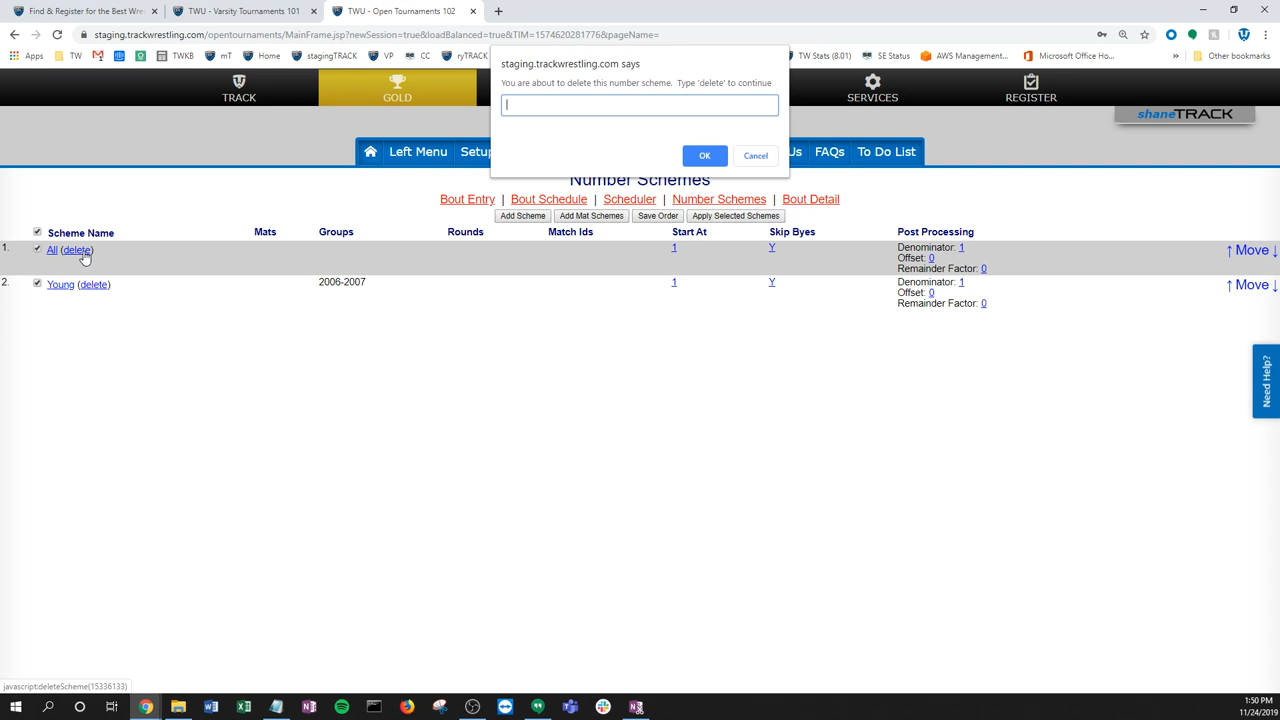 Find & Register for the Best Wre
TWU - Varsity Tournaments 101
TWU - Open Tournaments 102
staging.trackwrestling.com/opentournaments/MainFrame.jsp?newSession=true&loadBalanced=true&TIM=1574620281776&pageName=
Apps TW TWKB mT Home stagingTRACK VP CC ryTRACK TW Stats (8.01) SE Status AWS Management... Microsoft Office Ho... » Other bookmarks
staging.trackwrestling.com says
You are about to delete this number scheme. Type 'delete' to continue
OK Cancel
TRACK GOLD SERVICES REGISTER
shaneTRACK
Left Menu Setup Us FAQs To Do List
Number Schemes
Bout Entry | Bout Schedule | Scheduler | Number Schemes | Bout Detail
Add Scheme Add Mat Schemes Save Order Apply Selected Schemes
Scheme Name Mats Groups Rounds Match Ids Start At Skip Byes Post Processing
1. All (delete) 1 Y Denominator: 1
Offset: 0
Remainder Factor: 0
↑ Move ↓
2. Young (delete) 2006-2007 1 Y Denominator: 1
Offset: 0
Remainder Factor: 0
↑ Move ↓
Need Help?
javascript:deleteScheme(15336133)
1:50 PM
11/24/2019